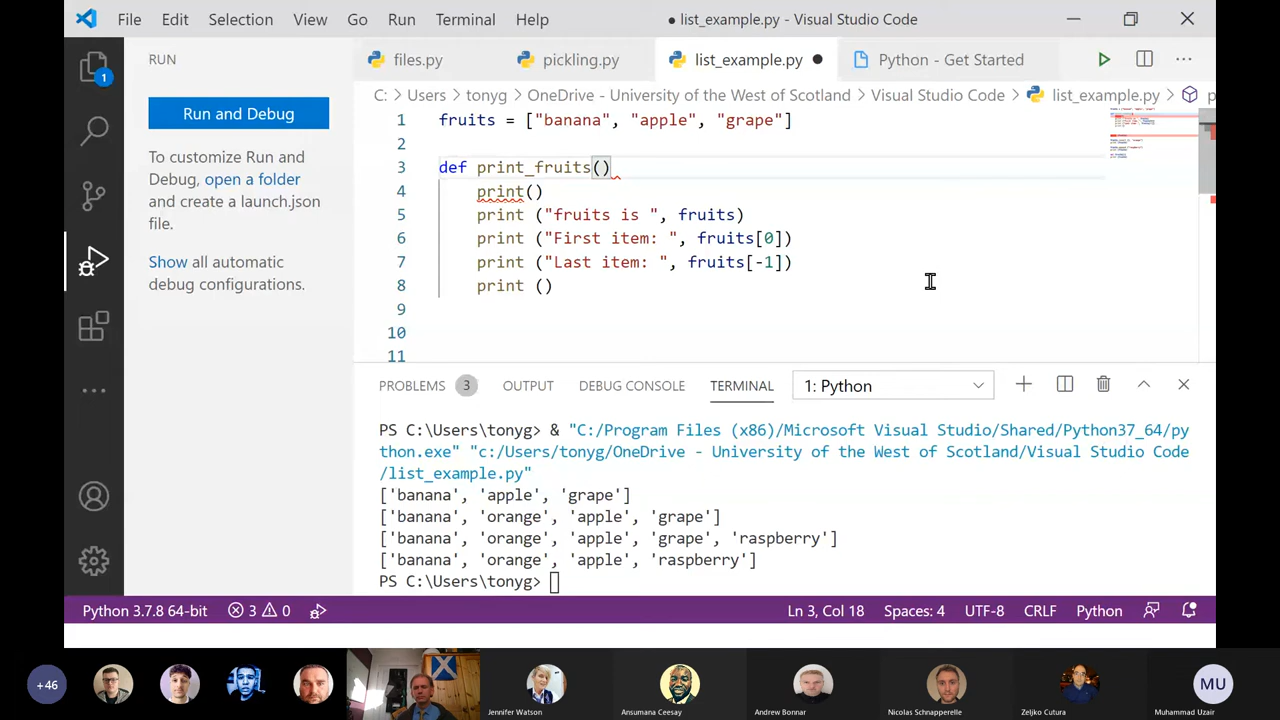 File Edit Selection View Go Run Terminal Help
● list_example.py - Visual Studio Code
1
RUN
Run and Debug
To customize Run and
Debug, open a folder
and create a launch.json
file.
Show all automatic
debug configurations.
files.py
pickling.py
list_example.py
Python - Get Started
C: > Users > tonyg > OneDrive - University of the West of Scotland > Visual Studio Code > list_example.py >
1 fruits = ["banana", "apple", "grape"]
2
3 def print_fruits()
4 print()
5 print ("fruits is ", fruits)
6 print ("First item: ", fruits[0])
7 print ("Last item: ", fruits[-1])
8 print ()
9
10
11
PROBLEMS 3 OUTPUT DEBUG CONSOLE TERMINAL 1: Python
PS C:\Users\tonyg> & "C:/Program Files (x86)/Microsoft Visual Studio/Shared/Python37_64/py
thon.exe" "c:/Users/tonyg/OneDrive - University of the West of Scotland/Visual Studio Code
/list_example.py"
['banana', 'apple', 'grape']
['banana', 'orange', 'apple', 'grape']
['banana', 'orange', 'apple', 'grape', 'raspberry']
['banana', 'orange', 'apple', 'raspberry']
PS C:\Users\tonyg>
Python 3.7.8 64-bit 3 0 Ln 3, Col 18 Spaces: 4 UTF-8 CRLF Python
+46
MU
Jennifer Watson
Ansumana Ceesay
Andrew Bonnar
Nicolas Schnapperelle
Zeljko Cutura
Muhammad Uzair